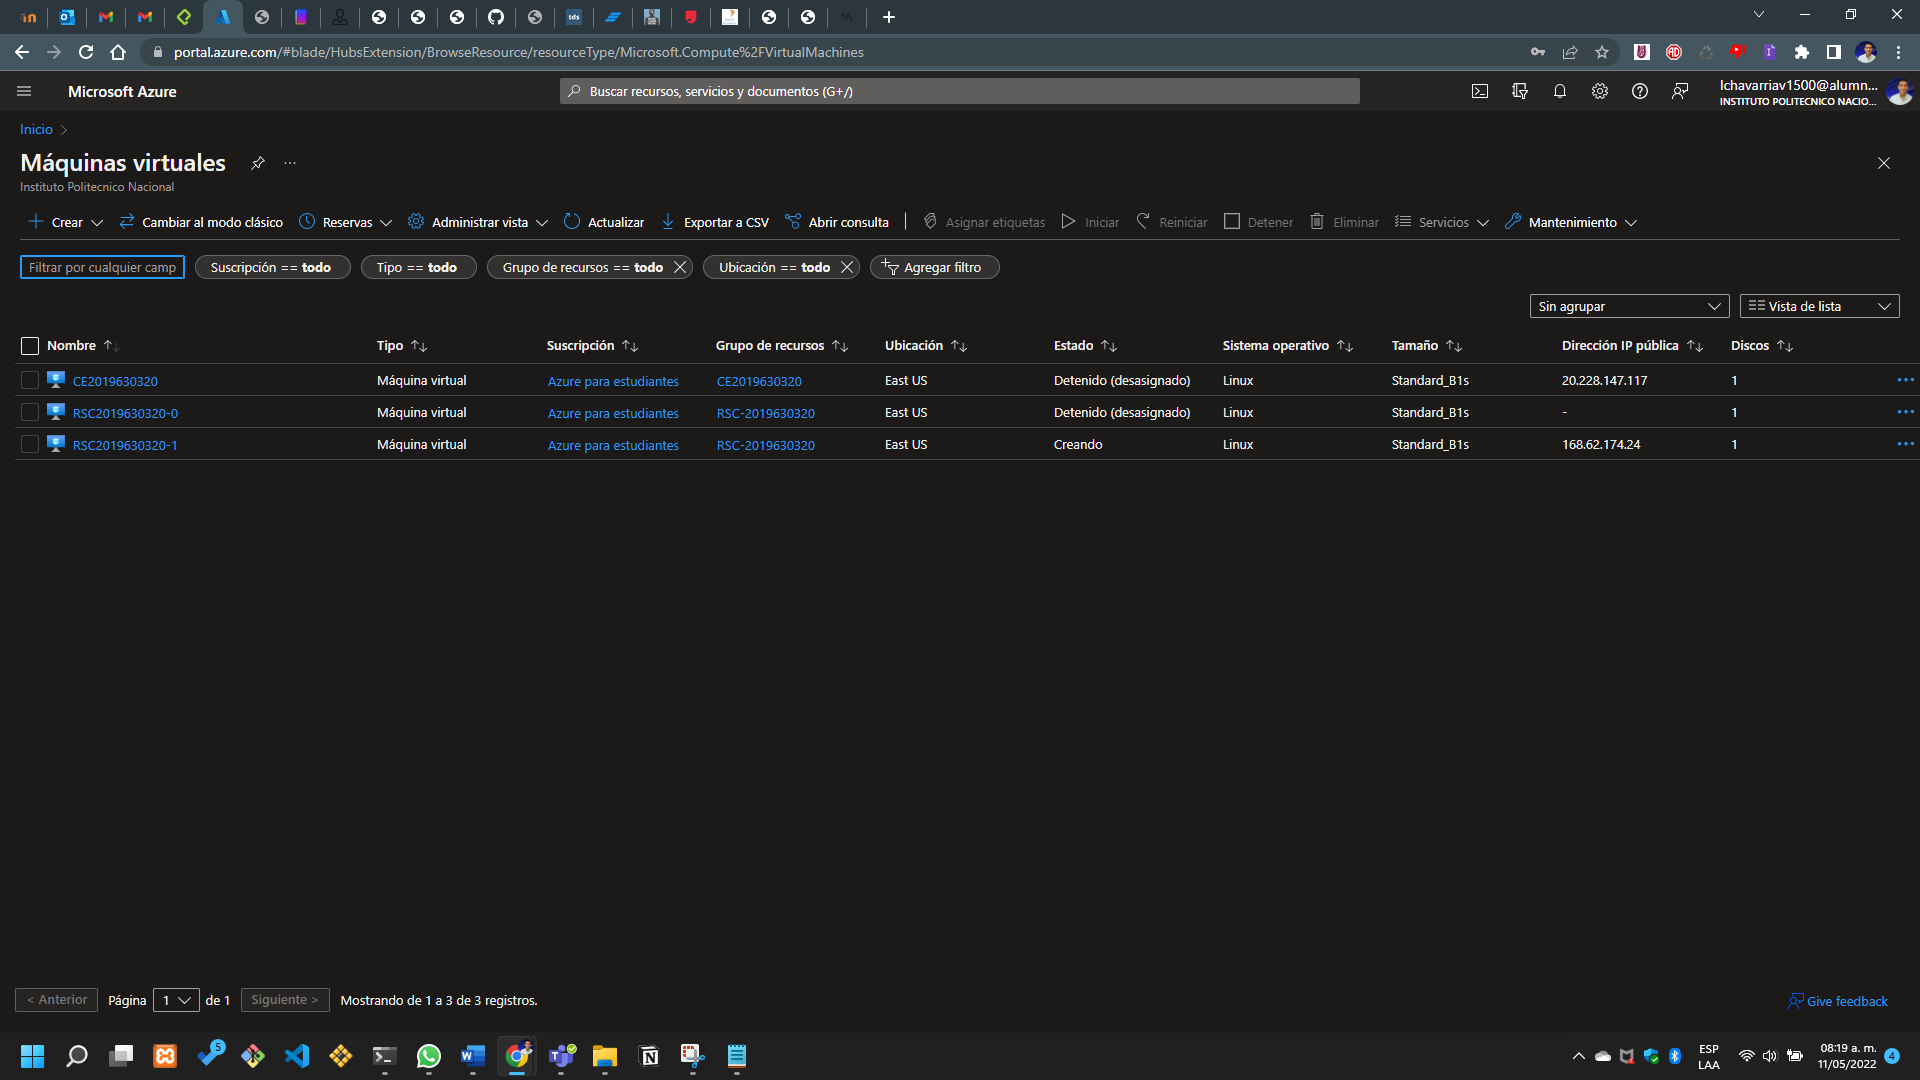 portal.azure.com/#blade/HubsExtension/BrowseResource/resourceType/Microsoft.Compute%2FVirtualMachines
Microsoft Azure
Buscar recursos, servicios y documentos (G+/)
lchavarriav1500@alumn...
INSTITUTO POLITECNICO NACIO...
Inicio >
Máquinas virtuales
Instituto Politecnico Nacional
Crear Cambiar al modo clásico Reservas Administrar vista Actualizar Exportar a CSV Abrir consulta Asignar etiquetas Iniciar Reiniciar Detener Eliminar Servicios Mantenimiento
Filtrar por cualquier camp Suscripción == todo Tipo == todo Grupo de recursos == todo Ubicación == todo Agregar filtro
Sin agrupar Vista de lista
Nombre Tipo Suscripción Grupo de recursos Ubicación Estado Sistema operativo Tamaño Dirección IP pública Discos
CE2019630320 Máquina virtual Azure para estudiantes CE2019630320 East US Detenido (desasignado) Linux Standard_B1s 20.228.147.117 1
RSC2019630320-0 Máquina virtual Azure para estudiantes RSC-2019630320 East US Detenido (desasignado) Linux Standard_B1s - 1
RSC2019630320-1 Máquina virtual Azure para estudiantes RSC-2019630320 East US Creando Linux Standard_B1s 168.62.174.24 1
< Anterior Página 1 de 1 Siguiente > Mostrando de 1 a 3 de 3 registros.
Give feedback
5
ESP
LAA
08:19 a. m.
11/05/2022
4